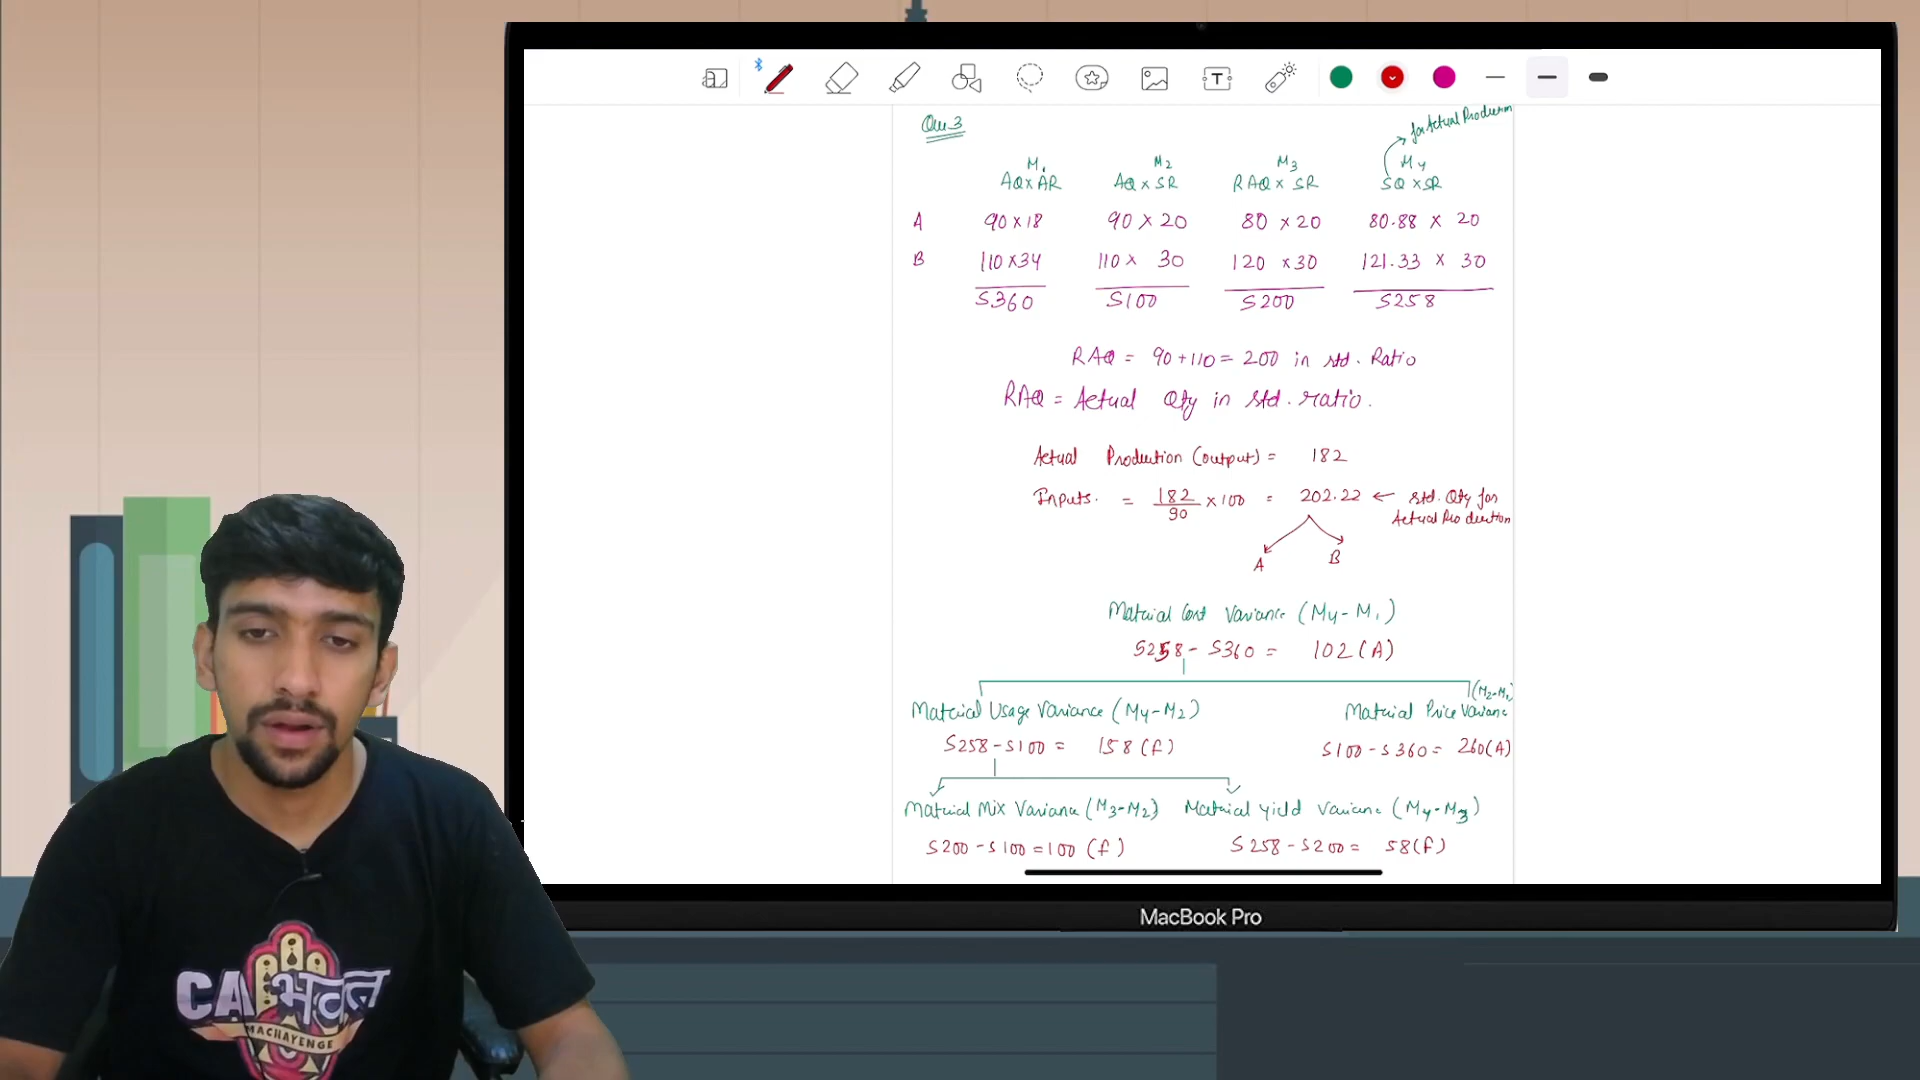 Que 3
for Actual Production
M1 M2 M3 M4
AQ x AR AQ x SR RAQ x SR SQ x SR
A 90 x 18 90 x 20 80 x 20 80.88 x 20
B 110 x 34 110 x 30 120 x 30 121.33 x 30
5360 5100 5200 5258
RAQ = 90 + 110 = 200 in std. Ratio
RAQ = Actual Qty in std. ratio.
Actual Production (output) = 182
Inputs. = 182/90 x 100 = 202.22 ← std. Qty for
Actual Production
A B
Material Cost Variance (M4 - M1)
5258 - 5360 = 102 (A)
(M2-M1)
Material Usage Variance (M4 - M2) Material Price Variance
5258 - 5100 = 158 (f) 5100 - 5360 = 260 (A)
Material Mix Variance (M3 - M2) Material Yield Variance (M4 - M3)
5200 - 5100 = 100 (f) 5258 - 5200 = 58 (f)
MacBook Pro
CA भक्त
MACHAYENGE